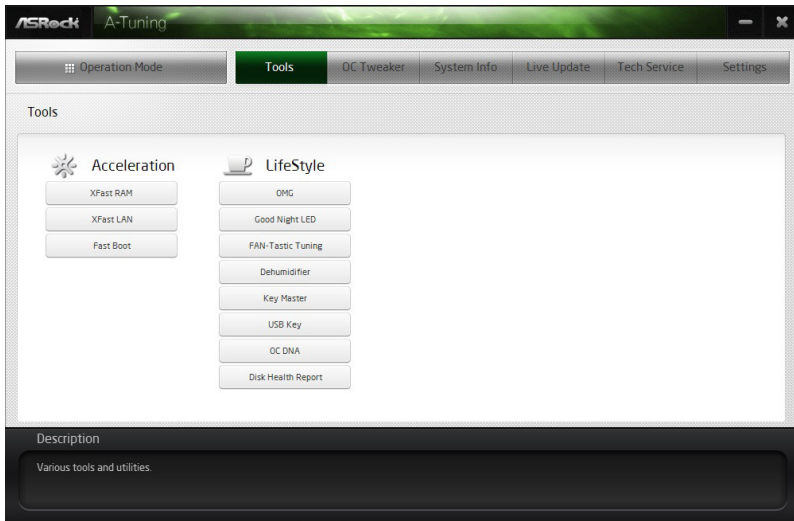 ASRock A-Tuning
Operation Mode Tools OC Tweaker System Info Live Update Tech Service Settings
Tools
Acceleration
XFast RAM
XFast LAN
Fast Boot
LifeStyle
OMG
Good Night LED
FAN-Tastic Tuning
Dehumidifier
Key Master
USB Key
OC DNA
Disk Health Report
Description
Various tools and utilities.